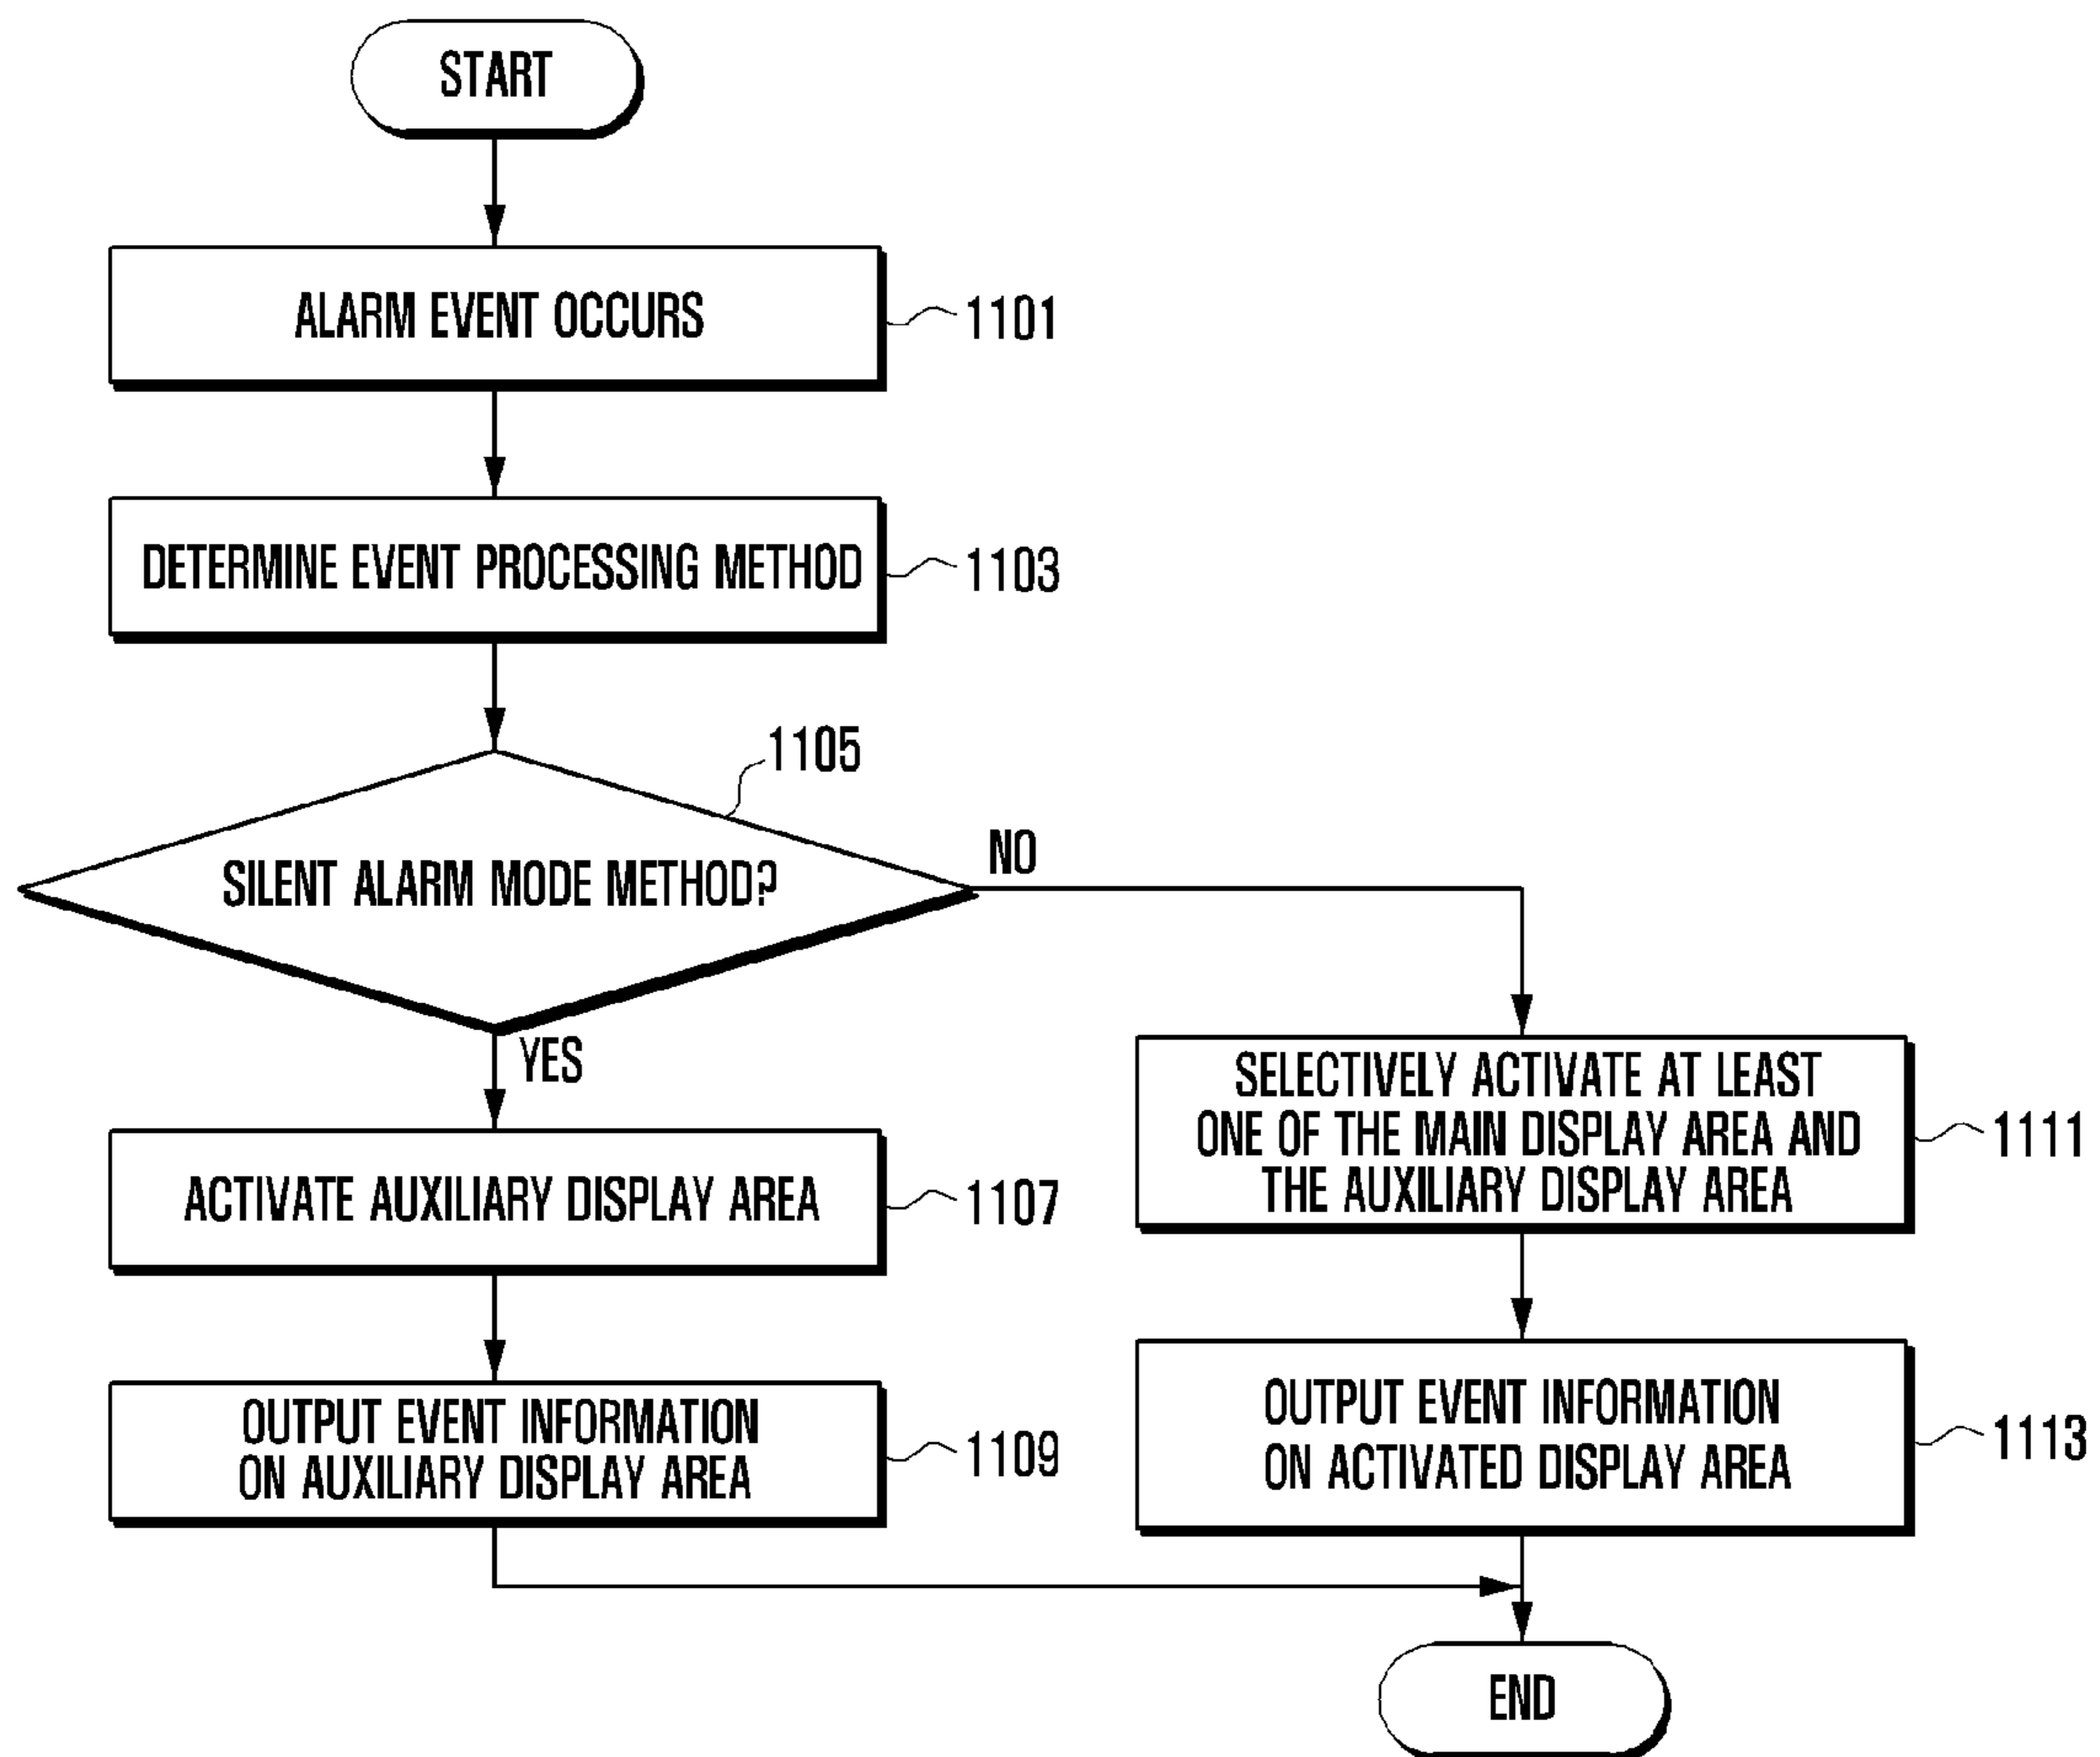 START
ALARM EVENT OCCURS
1101
DETERMINE EVENT PROCESSING METHOD
1103
1105
SILENT ALARM MODE METHOD?
NO
YES
ACTIVATE AUXILIARY DISPLAY AREA
1107
OUTPUT EVENT INFORMATION
ON AUXILIARY DISPLAY AREA
1109
SELECTIVELY ACTIVATE AT LEAST
ONE OF THE MAIN DISPLAY AREA AND
THE AUXILIARY DISPLAY AREA
1111
OUTPUT EVENT INFORMATION
ON ACTIVATED DISPLAY AREA
1113
END